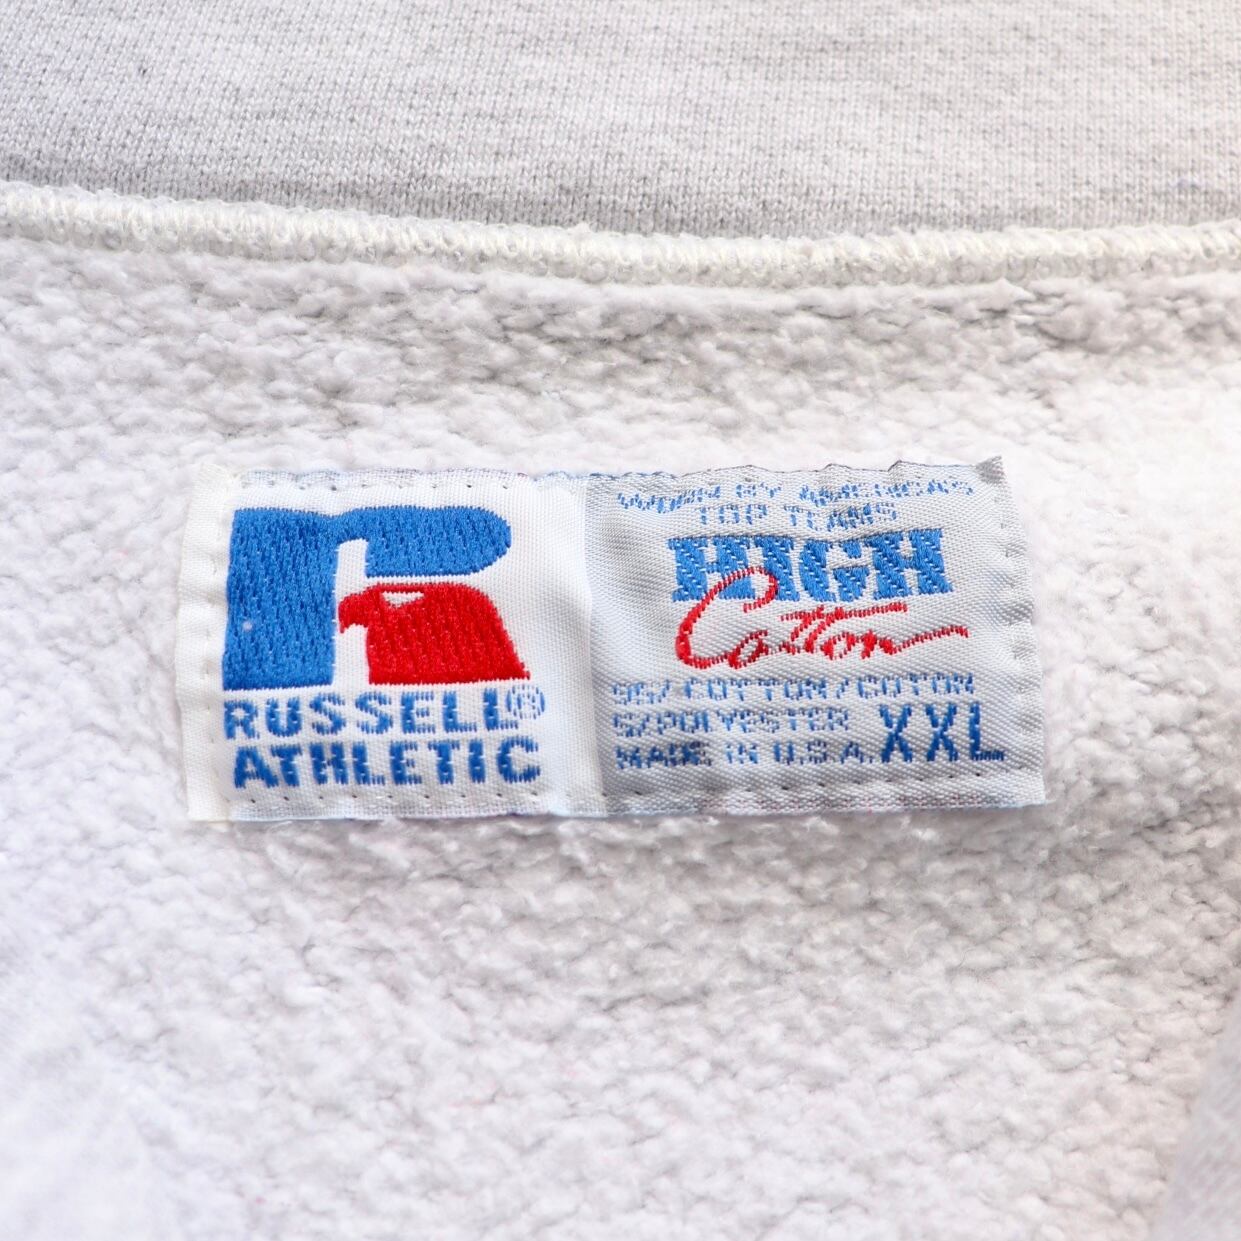 RUSSELL®
ATHLETIC
WORN BY AMERICA'S
TOP TEAMS
HIGH
Cotton
95% COTTON/COTON
5% POLYESTER
MADE IN U.S.A. XXL